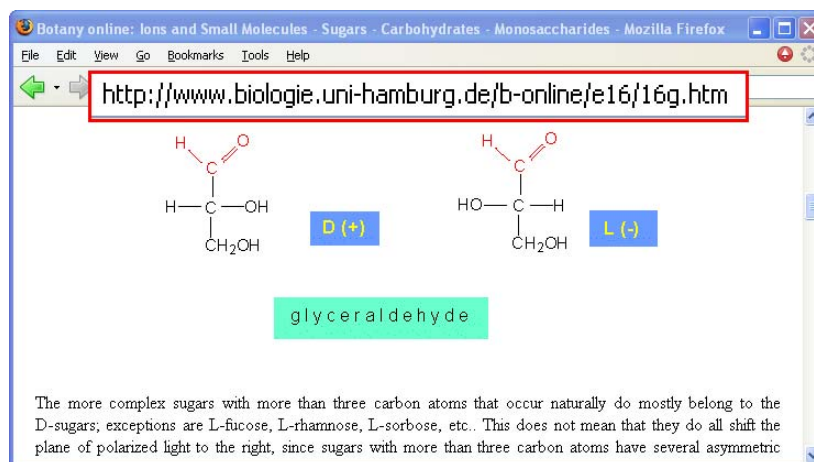 Botany online: Ions and Small Molecules - Sugars - Carbohydrates - Monosaccharides - Mozilla Firefox
File Edit View Go Bookmarks Tools Help
http://www.biologie.uni-hamburg.de/b-online/e16/16g.htm
H O H O
C C
H C OH HO C H
D (+) L (-)
CH2OH CH2OH
glyceraldehyde
The more complex sugars with more than three carbon atoms that occur naturally do mostly belong to the
D-sugars; exceptions are L-fucose, L-rhamnose, L-sorbose, etc.. This does not mean that they do all shift the
plane of polarized light to the right, since sugars with more than three carbon atoms have several asymmetric